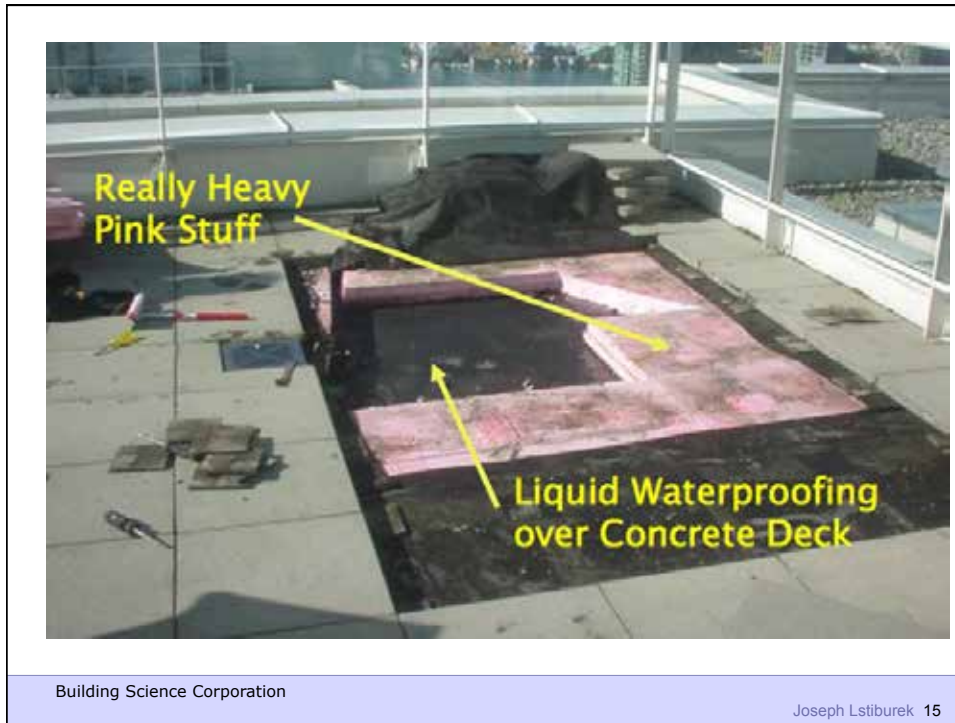 Really Heavy
Pink Stuff
Liquid Waterproofing
over Concrete Deck
Building Science Corporation
Joseph Lstiburek 15